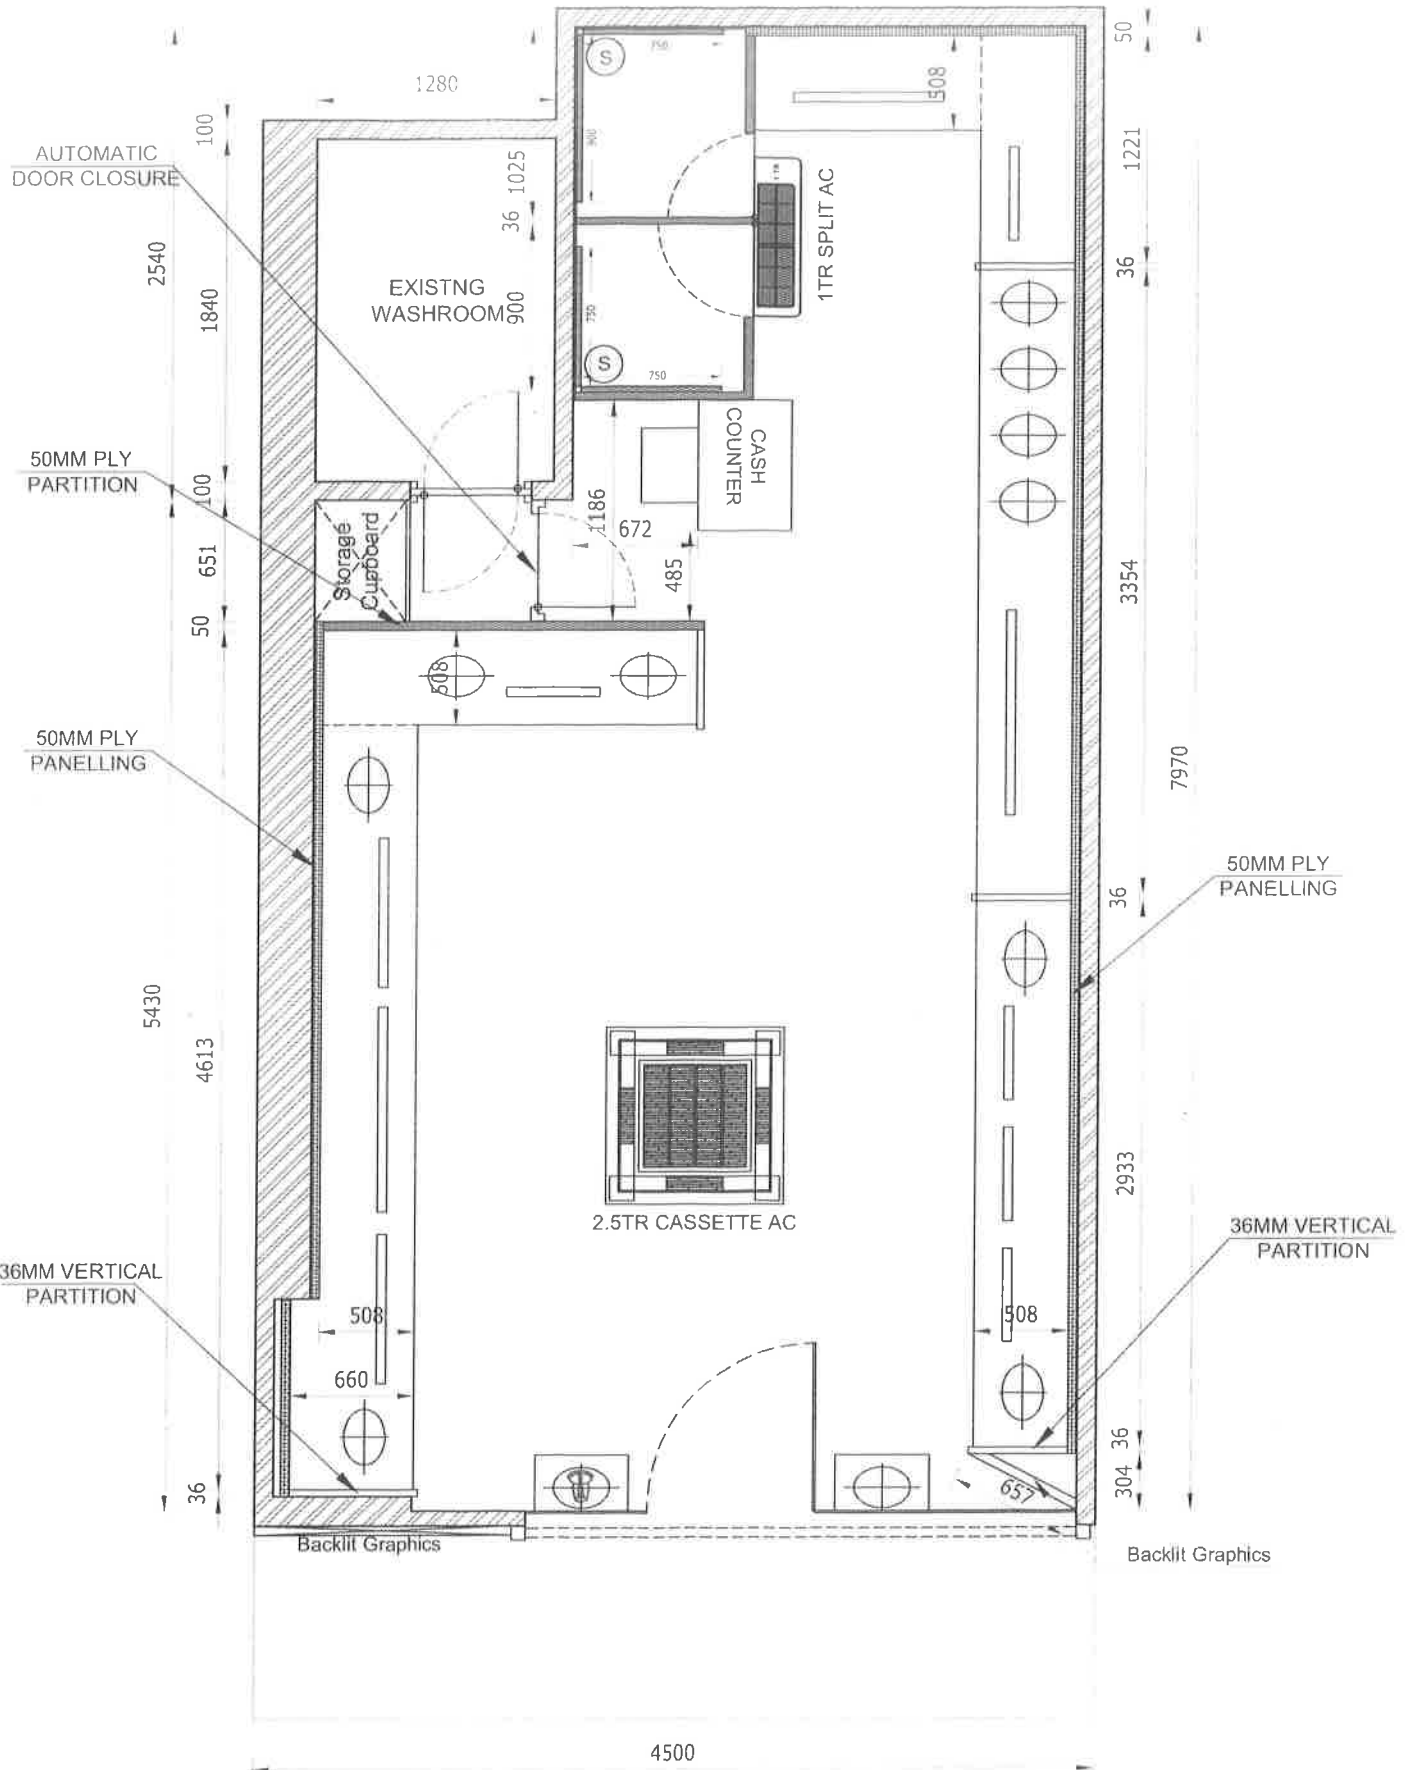 50
750
S
1280
508
100
AUTOMATIC
DOOR CLOSURE
900
1025
1221
1 TR
1TR SPLIT AC
36
2540
36
EXISTNG
WASHROOM
900
1840
750
S
750
CASH
COUNTER
50MM PLY
PARTITION
100
1186
672
Storage
Cupboard
651
485
3354
50
508
50MM PLY
PANELLING
7970
50MM PLY
PANELLING
36
5430
4613
2933
2.5TR CASSETTE AC
36MM VERTICAL
PARTITION
36MM VERTICAL
PARTITION
508
508
660
36
304
657
36
Backlit Graphics
Backlit Graphics
4500